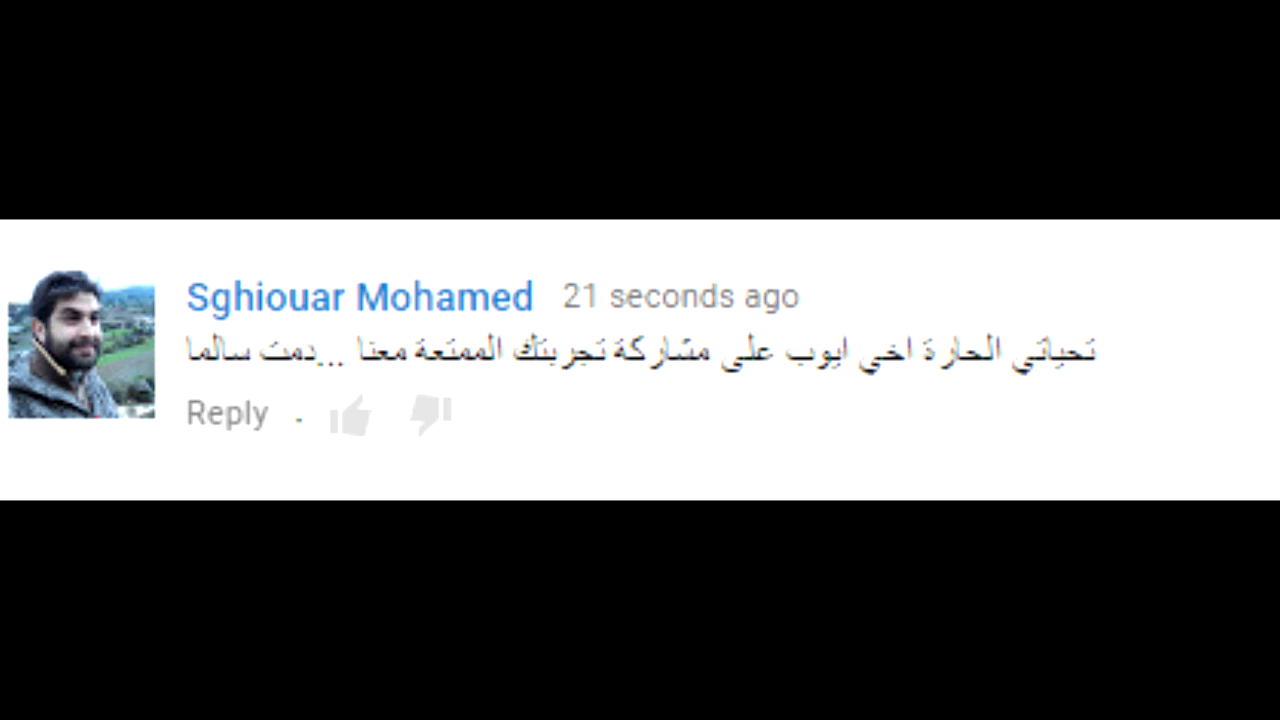 Sghiouar Mohamed 21 seconds ago
تحياتي الحارة اخي ايوب على مشاركة تجربتك الممتعة معنا ...دمت سالما
Reply .